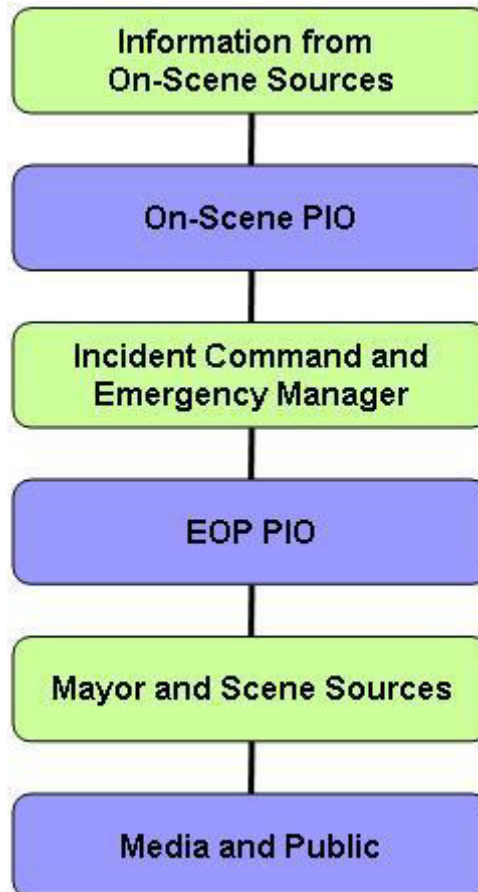 Information from
On-Scene Sources
On-Scene PIO
Incident Command and
Emergency Manager
EOP PIO
Mayor and Scene Sources
Media and Public